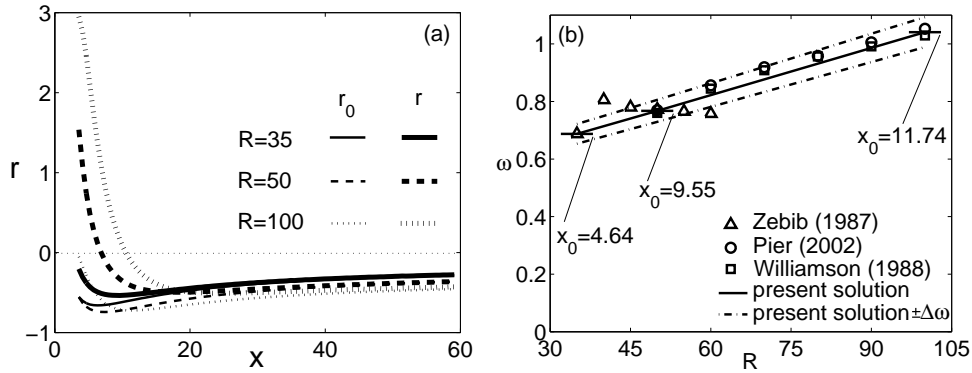 (a)
3
2
1
0
−1
r
0
20
40
60
x
r0 r
R=35
R=50
R=100
(b)
1
0.8
0.6
0.4
0.2
0
ω
30
45
60
75
90
105
R
x0=11.74
x0=9.55
x0=4.64
Zebib (1987)
Pier (2002)
Williamson (1988)
present solution
present solution±Δω